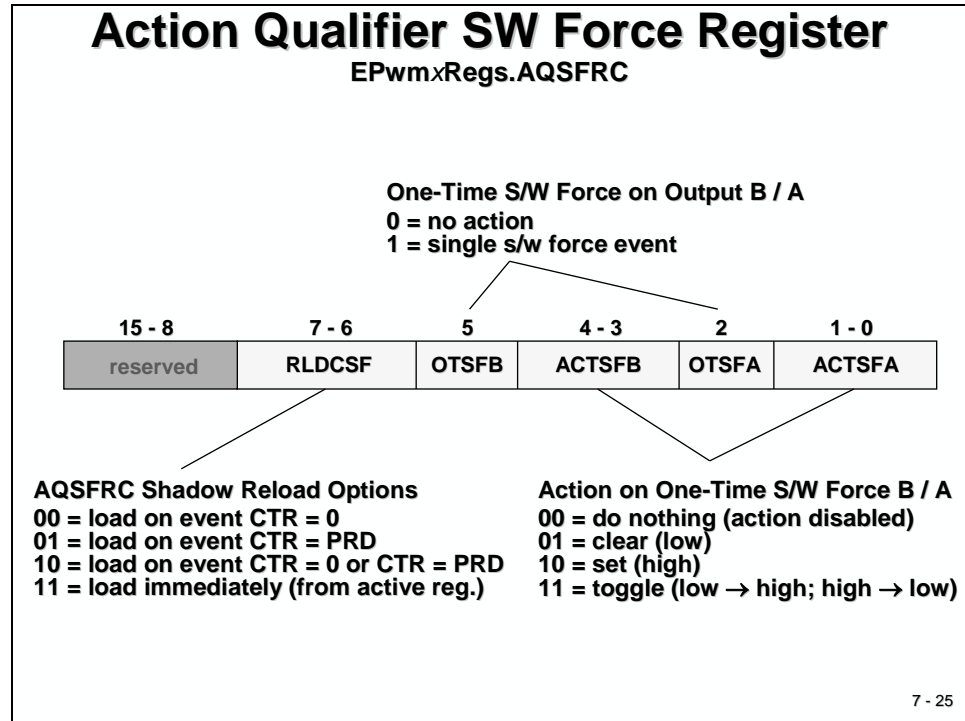 Action Qualifier SW Force Register
EPwmxRegs.AQSFRC
One-Time S/W Force on Output B / A
0 = no action
1 = single s/w force event
15 - 8 7 - 6 5 4 - 3 2 1 - 0
reserved RLDCSF OTSFB ACTSFB OTSFA ACTSFA
AQSFRC Shadow Reload Options
00 = load on event CTR = 0
01 = load on event CTR = PRD
10 = load on event CTR = 0 or CTR = PRD
11 = load immediately (from active reg.)
Action on One-Time S/W Force B / A
00 = do nothing (action disabled)
01 = clear (low)
10 = set (high)
11 = toggle (low → high; high → low)
7 - 25